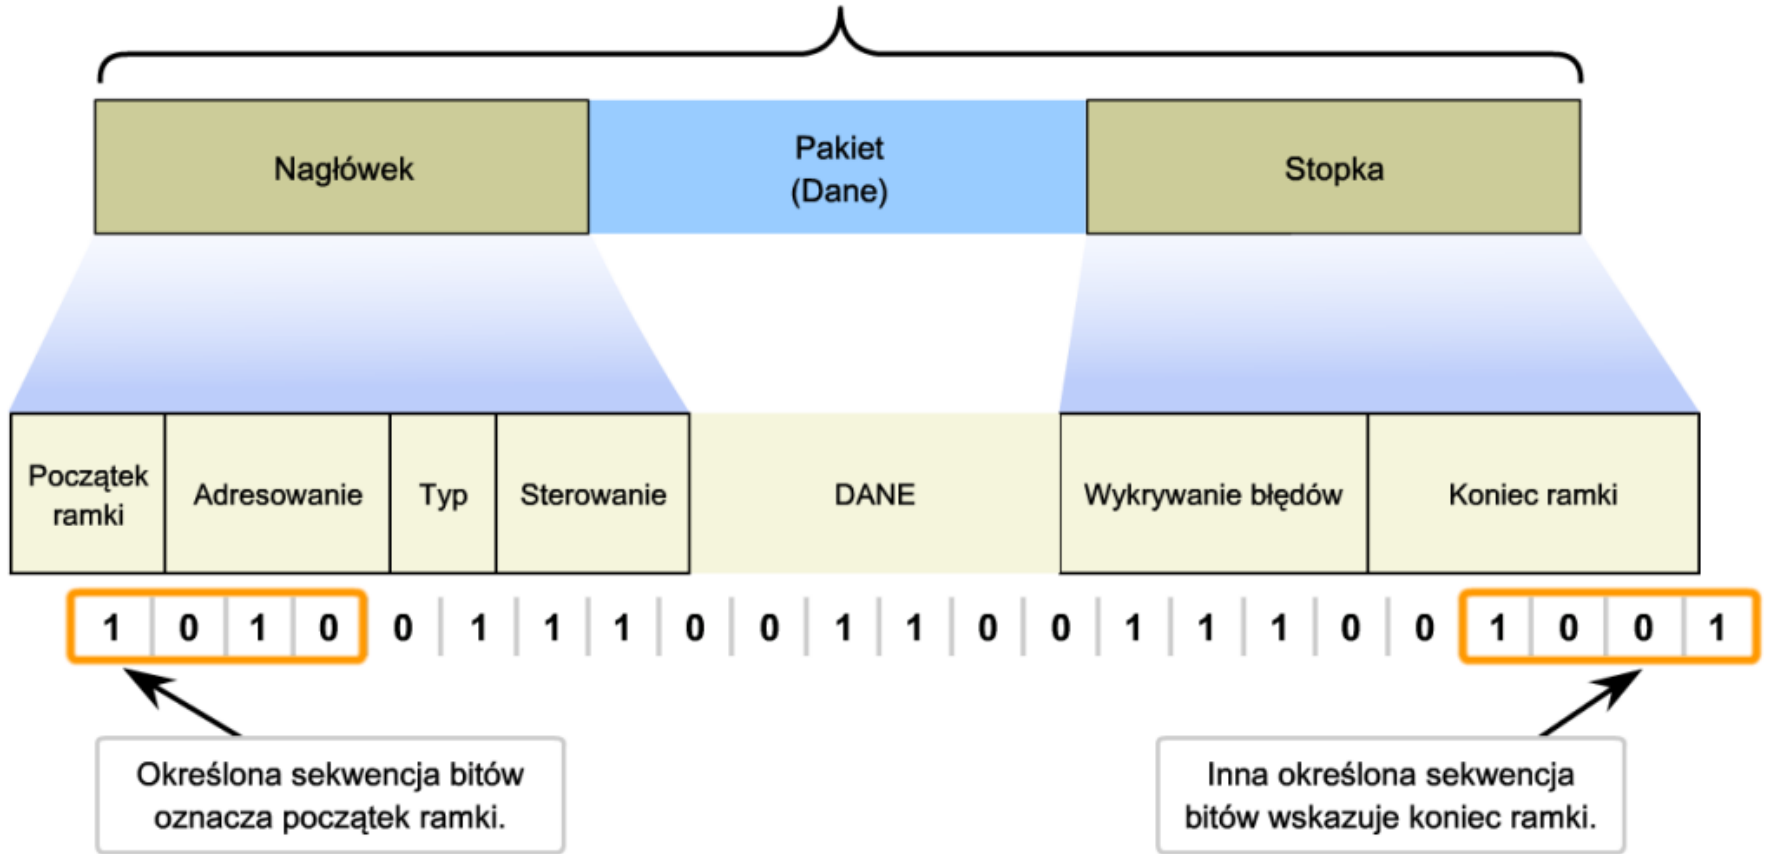 Nagłówek
Pakiet
(Dane)
Stopka
Początek
ramki
Adresowanie
Typ
Sterowanie
DANE
Wykrywanie błędów
Koniec ramki
1 0 1 0 0 1 1 1 0 0 1 1 0 0 1 1 1 0 0 1 0 0 1
Określona sekwencja bitów
oznacza początek ramki.
Inna określona sekwencja
bitów wskazuje koniec ramki.